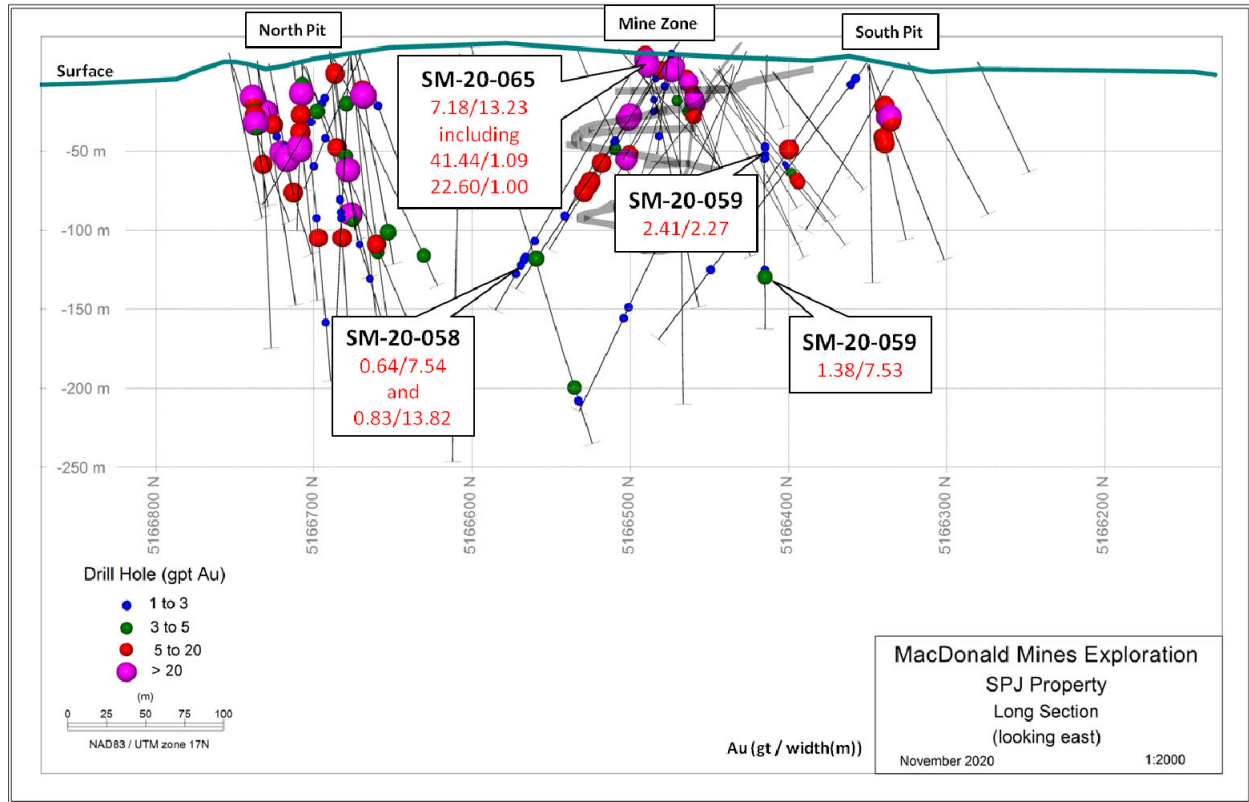 North Pit
Mine Zone
South Pit
Surface
SM-20-065
7.18/13.23
including
41.44/1.09
22.60/1.00
SM-20-059
2.41/2.27
SM-20-058
0.64/7.54
and
0.83/13.82
SM-20-059
1.38/7.53
-50 m
-100 m
-150 m
-200 m
-250 m
5166800 N
5166700 N
5166600 N
5166500 N
5166400 N
5166300 N
5166200 N
Drill Hole (gpt Au)
1 to 3
3 to 5
5 to 20
> 20
(m)
0 25 50 75 100
NAD83 / UTM zone 17N
Au (gt / width(m))
MacDonald Mines Exploration
SPJ Property
Long Section
(looking east)
November 2020 1:2000